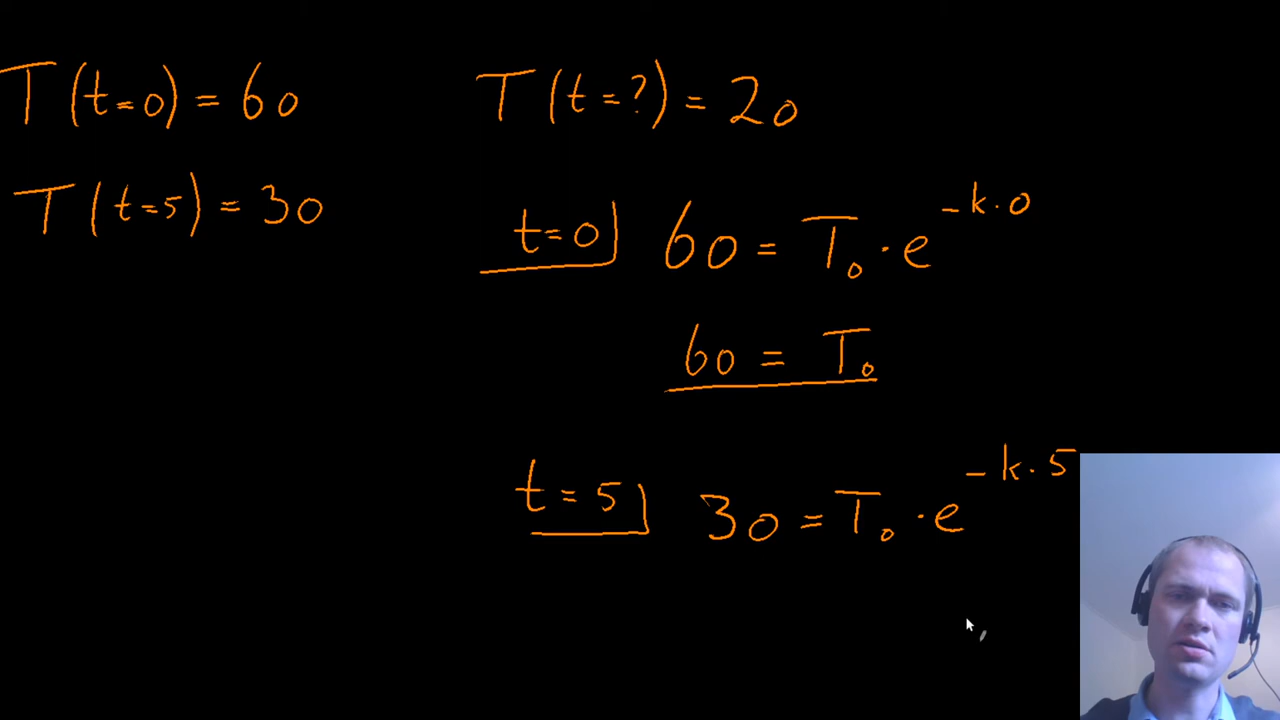 T(t=0) = 60
T(t=5) = 30
T(t=?) = 20
t=0 60 = T₀ · e^{-k·0}
60 = T₀
t=5 30 = T₀ · e^{-k·5}